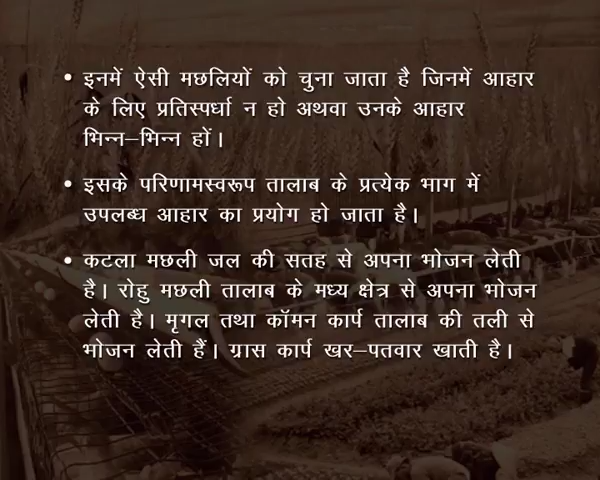 • इनमें ऐसी मछलियों को चुना जाता है जिनमें आहार
के लिए प्रतिस्पर्धा न हो अथवा उनके आहार
भिन्न–भिन्न हों।
• इसके परिणामस्वरूप तालाब के प्रत्येक भाग में
उपलब्ध आहार का प्रयोग हो जाता है।
• कटला मछली जल की सतह से अपना भोजन लेती
है। रोहु मछली तालाब के मध्य क्षेत्र से अपना भोजन
लेती है। मृगल तथा कॉमन कार्प तालाब की तली से
भोजन लेती हैं। ग्रास कार्प खर–पतवार खाती है।